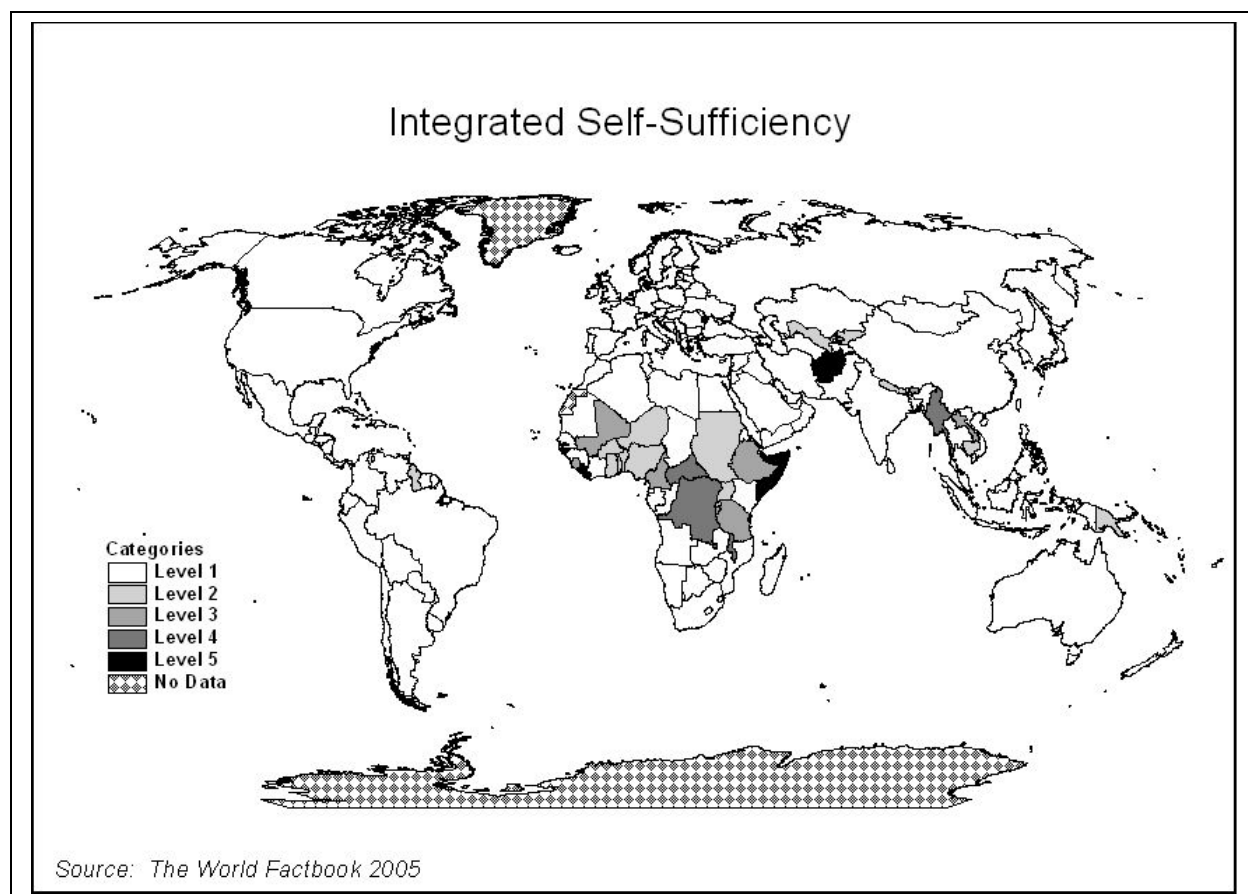 Integrated Self-Sufficiency
Categories
Level 1
Level 2
Level 3
Level 4
Level 5
No Data
Source: The World Factbook 2005